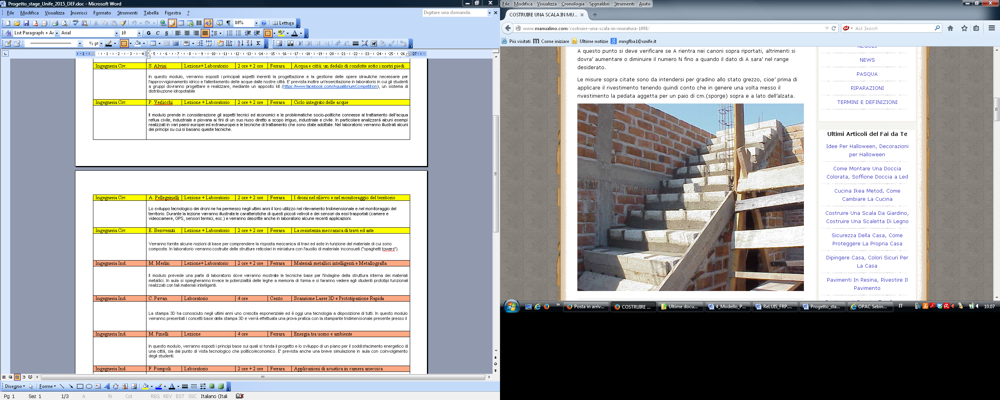 Progetto_stage_Unife_2015_DEF.doc - Microsoft Word
File Modifica Visualizza Inserisci Formato Strumenti Tabella Finestra ?
Digitare una domanda.
80% Lettura
List Paragraph + Ar Arial 10 G C S
½ pt
Ingegneria Civ. S. Alvisi Lezione+ Laboratorio 2 ore + 2 ore Ferrara Acqua e città: un dedalo di condotte sotto i nostri piedi
In questo modulo, verranno esposti i principali aspetti inerenti la progettazione e la gestione delle opere idrauliche necessarie per
l'approvvigionamento idrico e l'allentamento delle acque dalle nostre città. E' prevista inoltre un'esercitazione in laboratorio in cui gli studenti
a gruppi dovranno progettare e realizzare, mediante un apposito kit (https://www.facebook.com/AqualibriumCompetition), un sistema di
distribuzione idropotabile
Ingegneria Civ. P. Verlicchi Lezione + Laboratorio 2 ore + 2 ore Ferrara Ciclo integrato delle acque
Il modulo prende in considerazione gli aspetti tecnici ed economici e le problematiche socio-politiche connesse al trattamento dell'acqua
reflua civile, industriale e piovana ai fini di un suo riuso diretto a scopo irriguo, industriale e civile. In particolare analizzerà alcuni esempi
realizzati in vari paesi europei ed extraeuropei e le tecniche di trattamento che sono state adottate. Nel laboratorio verranno illustrati alcuni
dei principi su cui si basano queste tecniche.
Ingegneria Civ. A. Pellegrinelli Lezione + Laboratorio 2 ore + 2 ore Ferrara I droni nel rilievo e nel monitoraggio del territorio
Lo sviluppo tecnologico dei droni ne ha permesso negli ultimi anni il loro utilizzo nel rilevamento tridimensionale e nel monitoraggio del
territorio. Durante la lezione verranno illustrate le caratteristiche di questi piccoli velivoli e dei sensori da essi trasportati (camere e
videocamere, GPS, sensori termici, ecc.) e verranno descritte anche in laboratorio alcune recenti applicazioni.
Ingegneria Civ. E. Benvenuti Lezione + Laboratorio 2 ore + 2 ore Ferrara La resistenza meccanica di travi ed aste
Verranno fornite alcune nozioni di base per comprendere la risposta meccanica di travi ed aste in funzione del materiale di cui sono
composte. In laboratorio verranno costruite delle strutture reticolari in miniatura con l'ausilio di materiale inconsueti ("spaghetti towers").
Ingegneria Ind. M. Merlin Lezione+ Laboratorio 2 ore + 2 ore Ferrara Materiali metallici intelligenti e Metallografia
Il modulo prevede una parte di laboratorio dove verranno mostrate le tecniche base per l'indagine della struttura interna dei materiali
metallici. In aula si spiegheranno invece le potenzialità delle leghe a memoria di forma e si faranno vedere agli studenti prototipi funzionali
realizzati con tali materiali intelligenti.
Ingegneria Ind. C. Pavan Laboratorio 4 ore Cento Scansione Laser 3D e Prototipazione Rapida
La stampa 3D ha conosciuto negli ultimi anni uno crescita esponenziale ed è oggi una tecnologia a disposizione di tutti. In questo modulo
verranno presentati i concetti base della stampa 3D e verrà effettuata una prova pratica con la stampante tridimensionale presente presso il
Ingegneria Ind. M. Pinelli Lezione 4 ore Ferrara Energia tra uomo e ambiente
In questo modulo, verranno esposti i principi base sui quali si fonda il progetto e lo sviluppo di un piano per il soddisfacimento energetico di
una città, sia dal punto di vista tecnologico che politico/economico. E' prevista anche una breve simulazione in aula con coinvolgimento
degli studenti.
Ingegneria Ind. F. Pompoli Laboratorio 2 ore + 2 ore Ferrara Applicazioni di acustica in camera anecoica
Disegno Forme
Pg 1 Sez 1 1/3 A Ri Col REG REV EST SSC Italiano (Itali
File Modifica Visualizza Cronologia Segnalibri Strumenti Aiuto
COSTRUIRE UNA SCALA IN MU...
www.manualino.com/costruire-una-scala-in-muratura-1008/
Ask Search
Più visitati Come iniziare Ultime notizie mngfba1@unife.it
A questo punto si deve verificare se A rientra nei canoni sopra riportati, altrimenti si
dovra' aumentare o diminuire il numero N fino a quando il dato di A sara' nel range
desiderato.
Le misure sopra citate sono da intendersi per gradino allo stato grezzo, cioe' prima di
applicare il rivestimento tenendo quindi conto che in genere una volta messo il
rivestimento la pedata aggetta per un paio di cm.(sporge) sopra e a lato dell'alzata.
NEGOZI
NEWS
PASQUA
RIPARAZIONI
TERMINI E DEFINIZIONI
Ultimi Articoli del Fai da Te
Idee Per Halloween, Decorazioni
per Halloween
Come Montare Una Doccia
Colorata, Soffione Doccia a Led
Cucina Ikea Metod, Come
Cambiare La Cucina
Costruire Una Scala Da Giardino,
Costruire Una Scaletta Di Legno
Sicurezza Della Casa, Come
Proteggere La Propria Casa
Dipingere Casa, Colori Sicuri Per
La Casa
Pavimenti In Resina, Rivestire Il
Pavimento
Posta in arriv... COSTRUIRE ... Ultime docu... 4_Modello_P... ReLUIS_FRP.... Progetto_sta... OPAC Sebin... IT 10.07